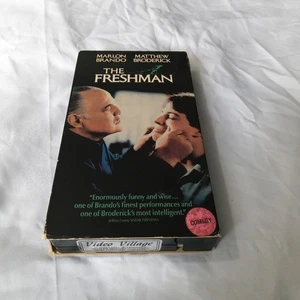 MARLON BRANDO MATTHEW BRODERICK
THE
FRESHMAN
"Enormously funny and wise....
one of Brando's finest performances and
one of Broderick's most intelligent."
COMEDY
Video Village